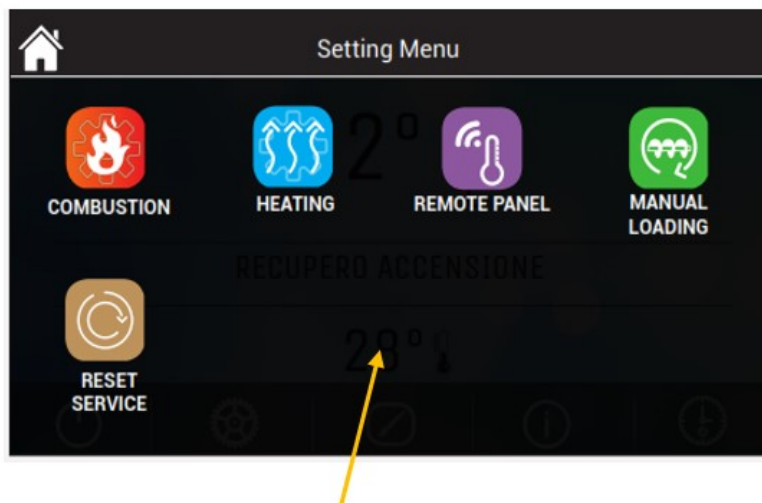 Setting Menu
2°
COMBUSTION
HEATING
REMOTE PANEL
MANUAL
LOADING
RECUPERO ACCENSIONE
28°
RESET
SERVICE